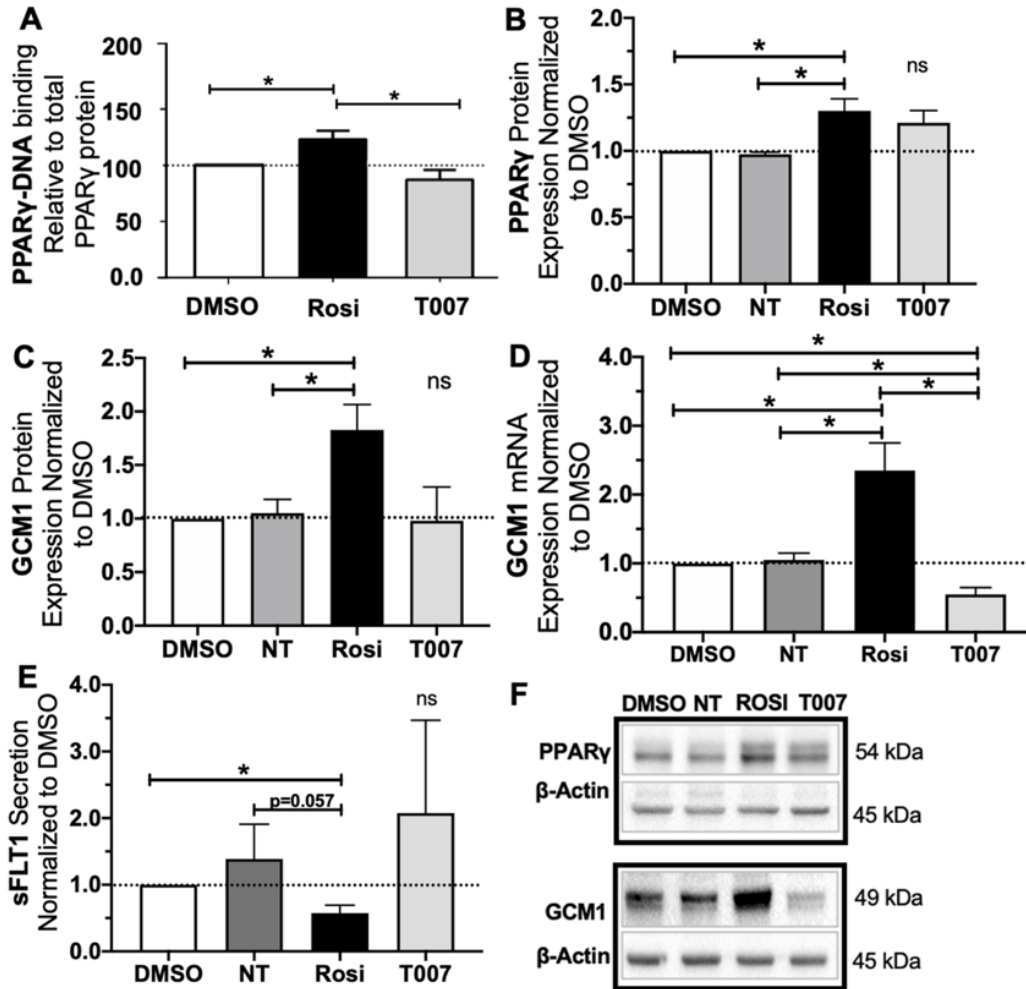 A
PPARγ-DNA binding
Relative to total
PPARγ protein
200
150
100
50
0.0
*
*
DMSO Rosi T007
B
PPARγ Protein
Expression Normalized
to DMSO
2.0
1.5
1.0
0.5
0.0
*
*
ns
DMSO NT Rosi T007
C
GCM1 Protein
Expression Normalized
to DMSO
2.5
2.0
1.5
1.0
0.5
0.0
*
*
ns
DMSO NT Rosi T007
D
GCM1 mRNA
Expression Normalized
to DMSO
4.0
3.0
2.0
1.0
0.0
*
*
*
*
*
DMSO NT Rosi T007
E
sFLT1 Secretion
Normalized to DMSO
4.0
3.0
2.0
1.0
0.0
*
p=0.057
ns
DMSO NT Rosi T007
F
DMSO NT ROSI T007
PPARγ 54 kDa
β-Actin 45 kDa
GCM1 49 kDa
β-Actin 45 kDa